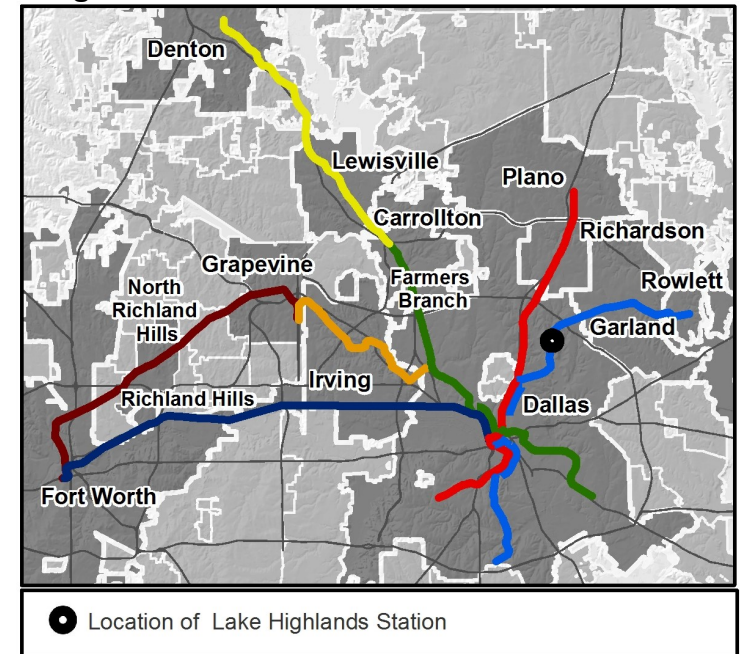 Denton
Lewisville
Plano
Carrollton
Richardson
Grapevine
Farmers
Branch
Rowlett
North
Richland
Hills
Garland
Irving
Richland Hills
Dallas
Fort Worth
Location of Lake Highlands Station